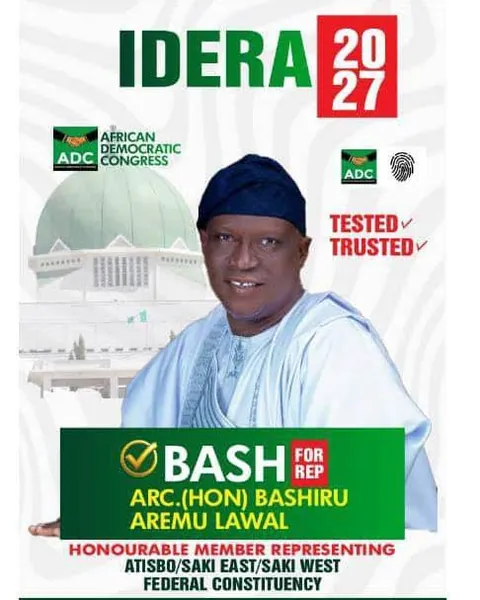 IDERA
20
27
ADC
AFRICAN
DEMOCRATIC
CONGRESS
ADC
TESTED
TRUSTED
BASH
FOR
REP
ARC.(HON) BASHIRU
AREMU LAWAL
HONOURABLE MEMBER REPRESENTING
ATISBO/SAKI EAST/SAKI WEST
FEDERAL CONSTITUENCY